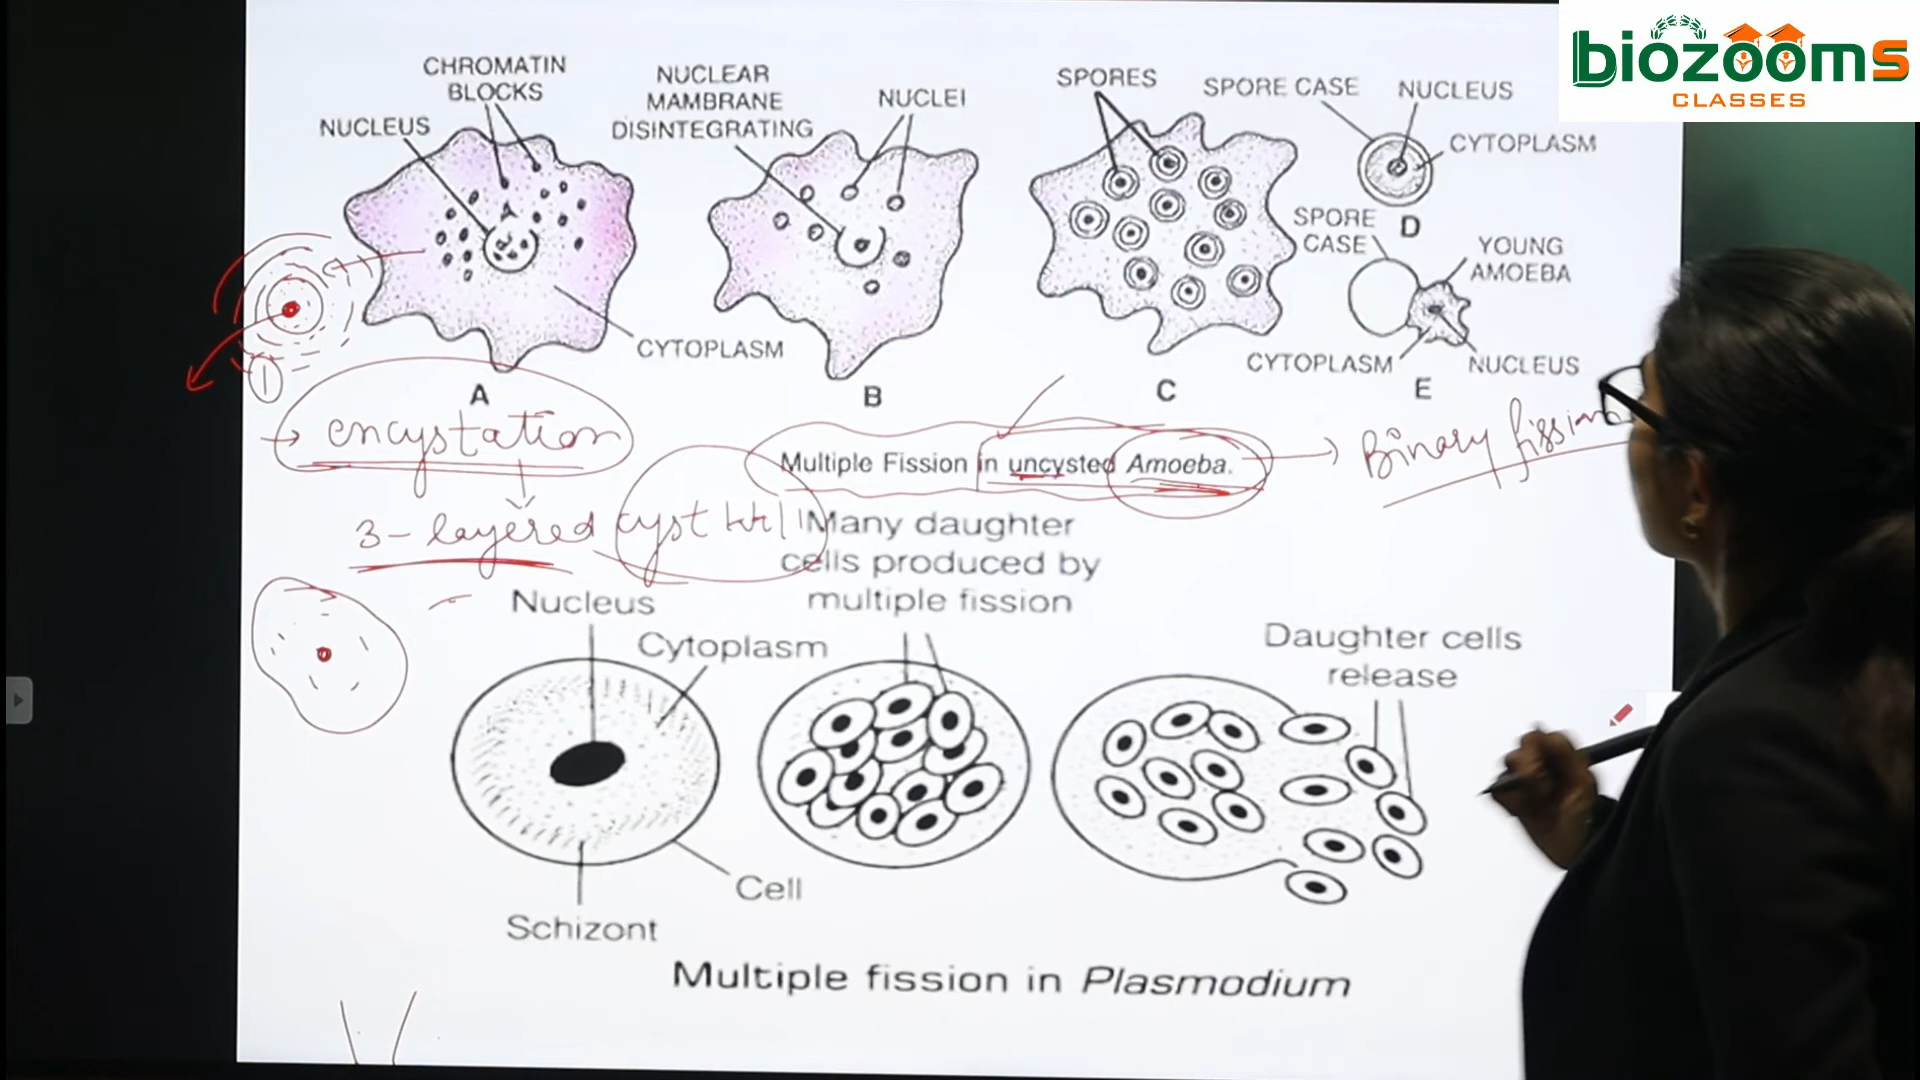 biozooms
CLASSES
CHROMATIN
BLOCKS
NUCLEUS
CYTOPLASM
A
NUCLEAR
MAMBRANE
DISINTEGRATING
NUCLEI
B
SPORES
C
SPORE CASE
NUCLEUS
CYTOPLASM
D
SPORE
CASE
YOUNG
AMOEBA
CYTOPLASM
NUCLEUS
E
1
encystation
Multiple Fission in uncysted Amoeba.
Binary fission
3-layered cyst
Many daughter
cells produced by
multiple fission
Nucleus
Cytoplasm
Cell
Schizont
Daughter cells
release
Multiple fission in Plasmodium